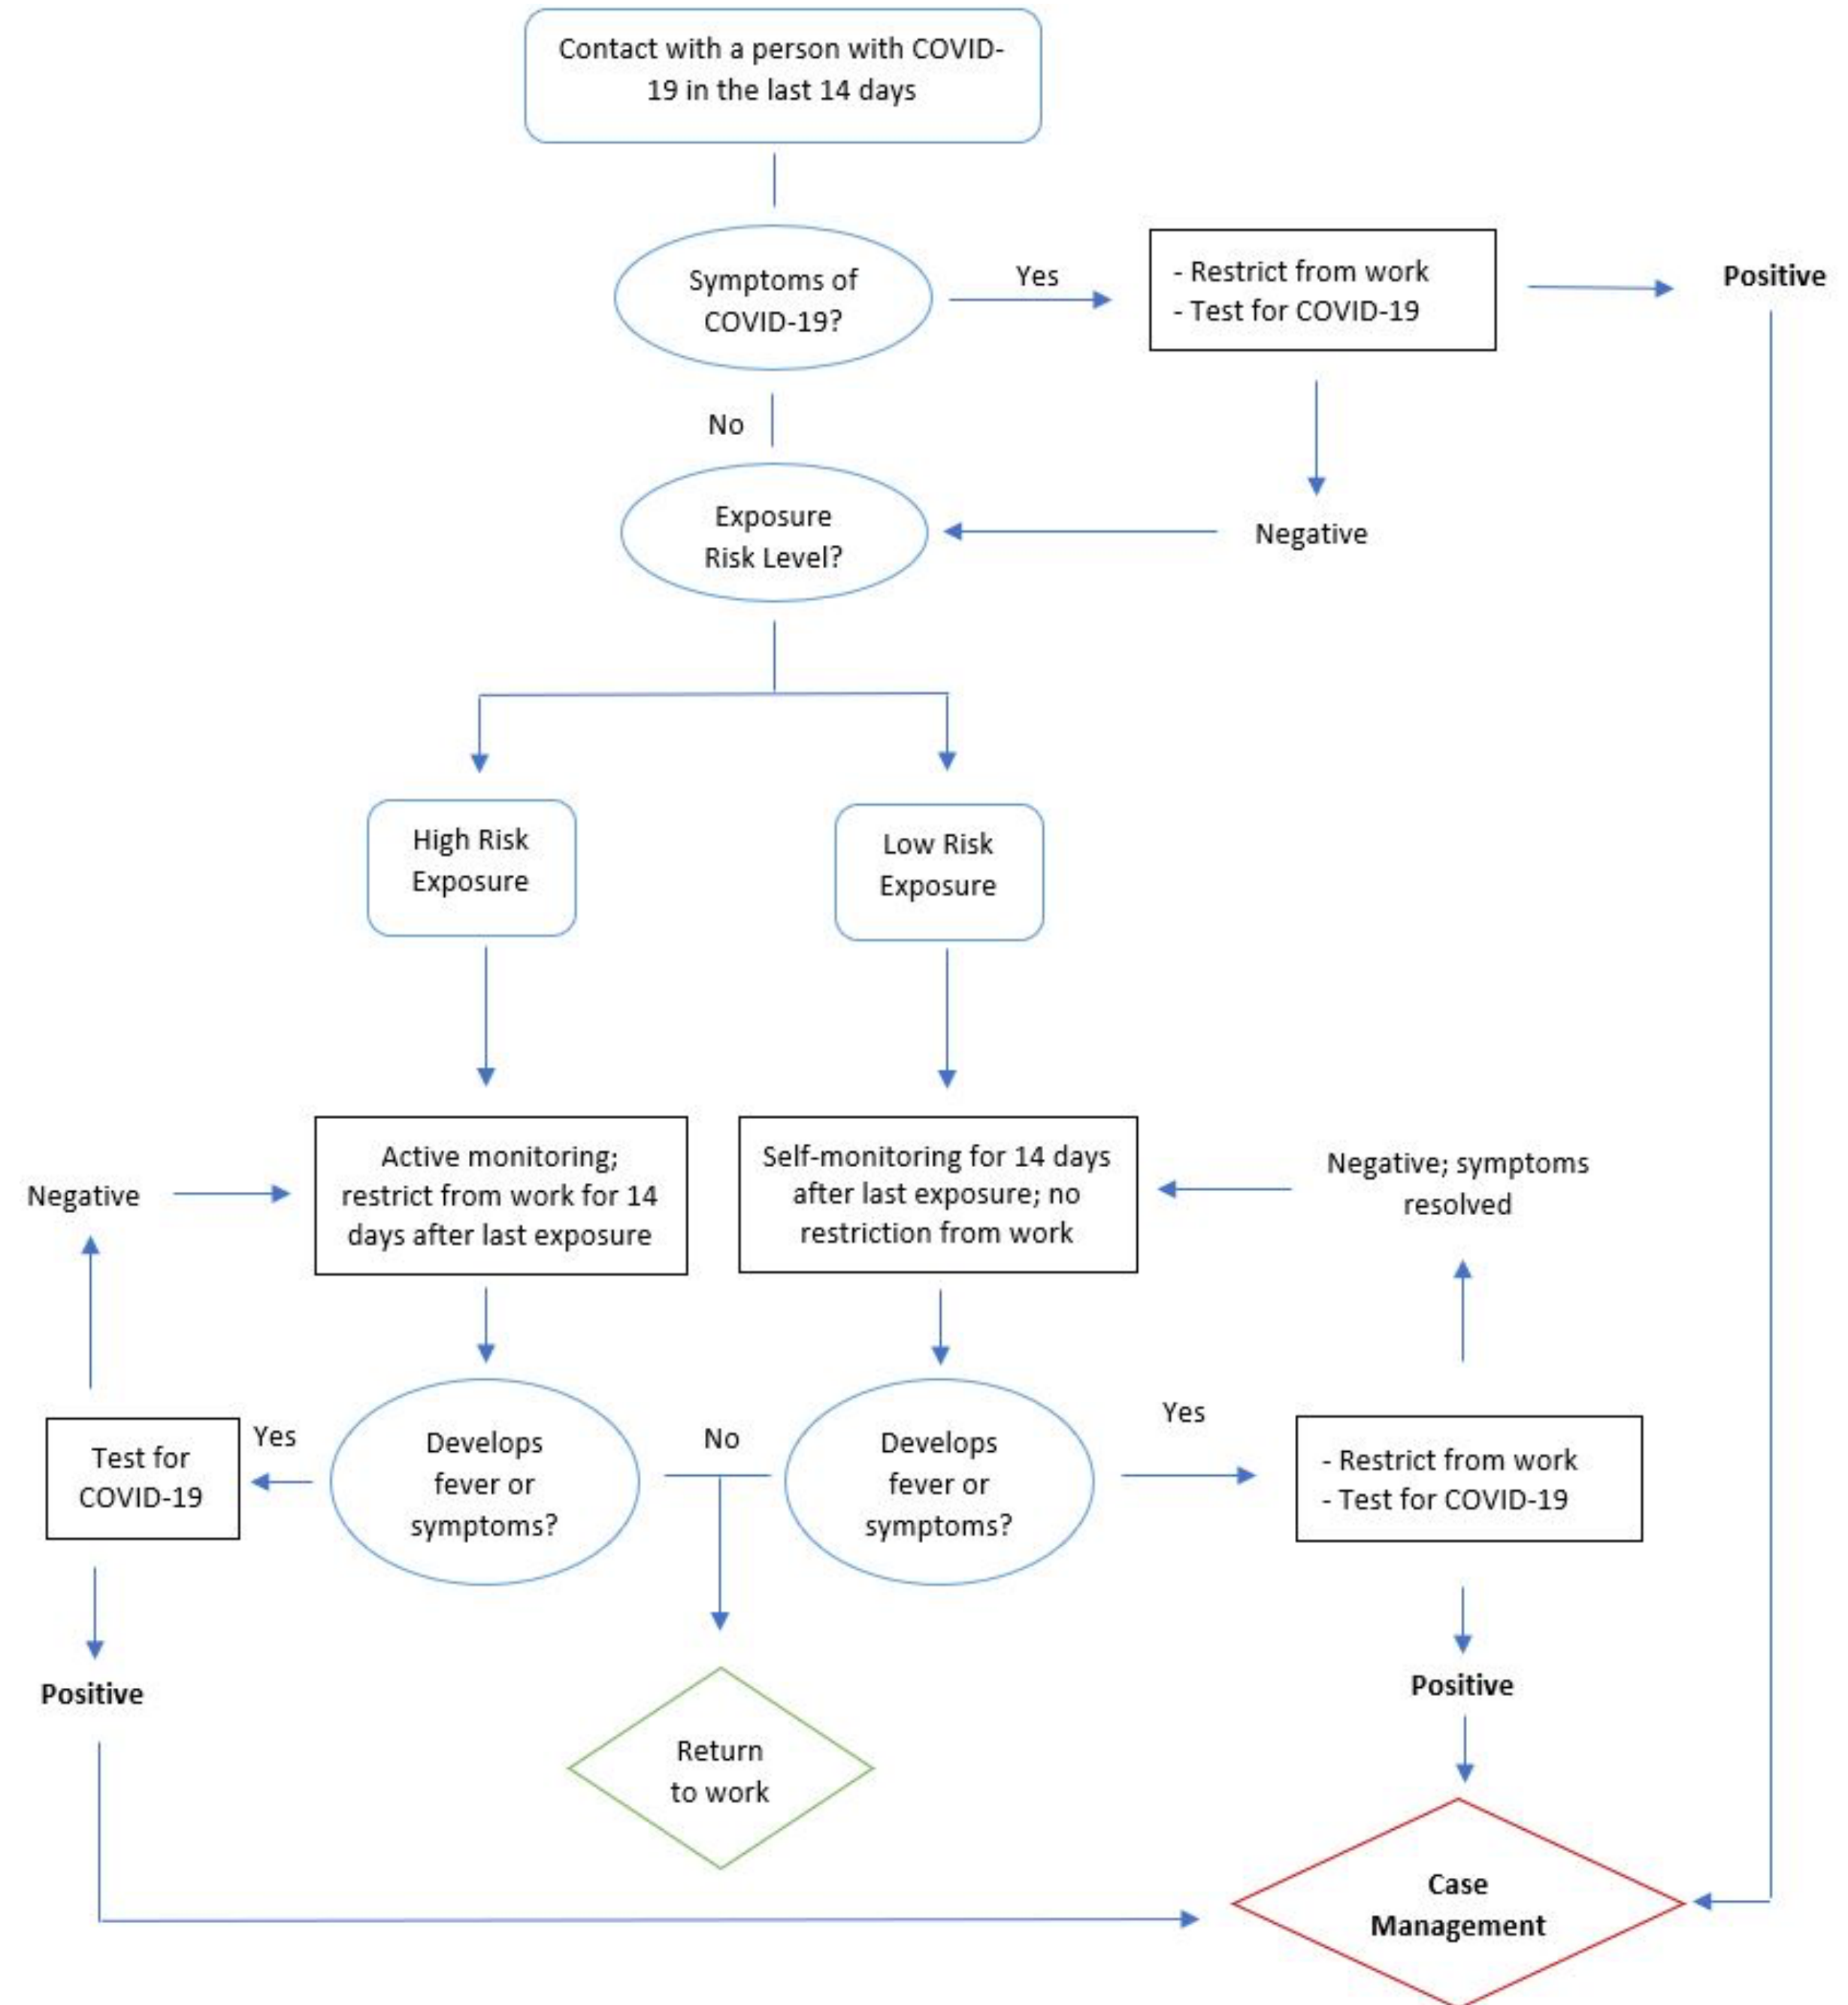 Contact with a person with COVID-
19 in the last 14 days
Symptoms of
COVID-19?
Yes
- Restrict from work
- Test for COVID-19
Positive
No
Exposure
Risk Level?
Negative
High Risk
Exposure
Low Risk
Exposure
Negative
Active monitoring;
restrict from work for 14
days after last exposure
Self-monitoring for 14 days
after last exposure; no
restriction from work
Negative; symptoms
resolved
Test for
COVID-19
Yes
Develops
fever or
symptoms?
No
Develops
fever or
symptoms?
Yes
- Restrict from work
- Test for COVID-19
Positive
Return
to work
Positive
Case
Management